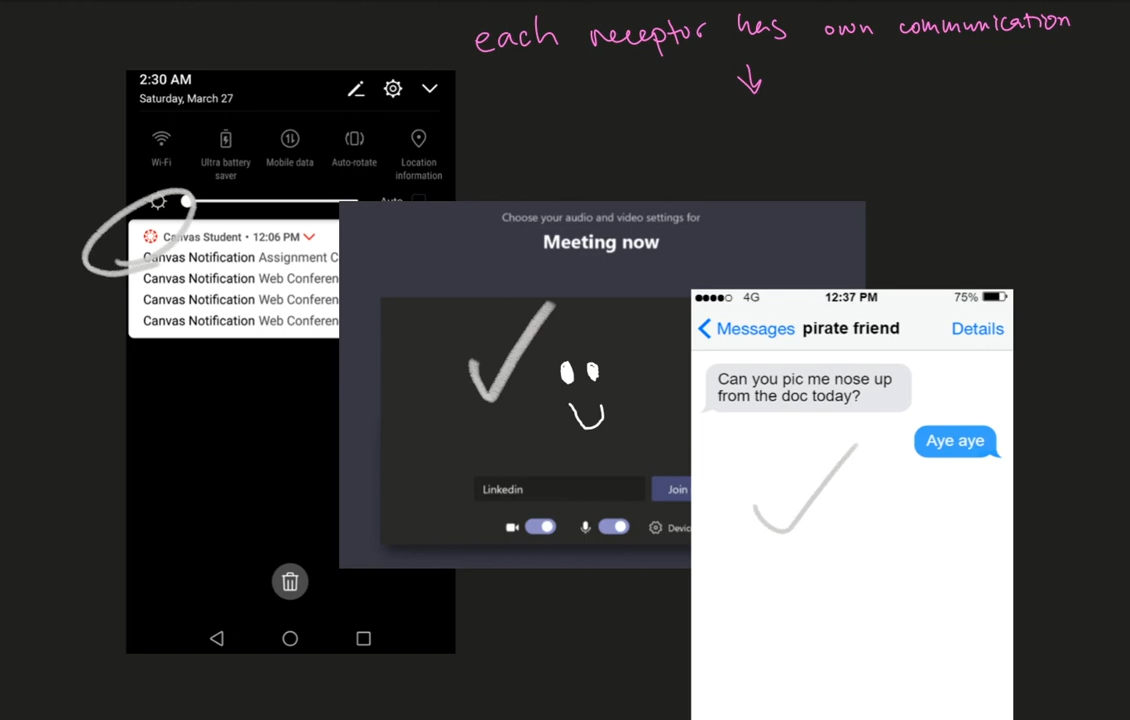 each receptor has own communication
2:30 AM
Saturday, March 27
Wi-Fi
Ultra battery saver
Mobile data
Auto-rotate
Location information
Auto
Canvas Student • 12:06 PM
Canvas Notification Assignment C
Canvas Notification Web Conferen
Canvas Notification Web Conferen
Canvas Notification Web Conferen
Choose your audio and video settings for
Meeting now
Linkedin
Join
Devic
4G
12:37 PM
75%
Messages
pirate friend
Details
Can you pic me nose up
from the doc today?
Aye aye